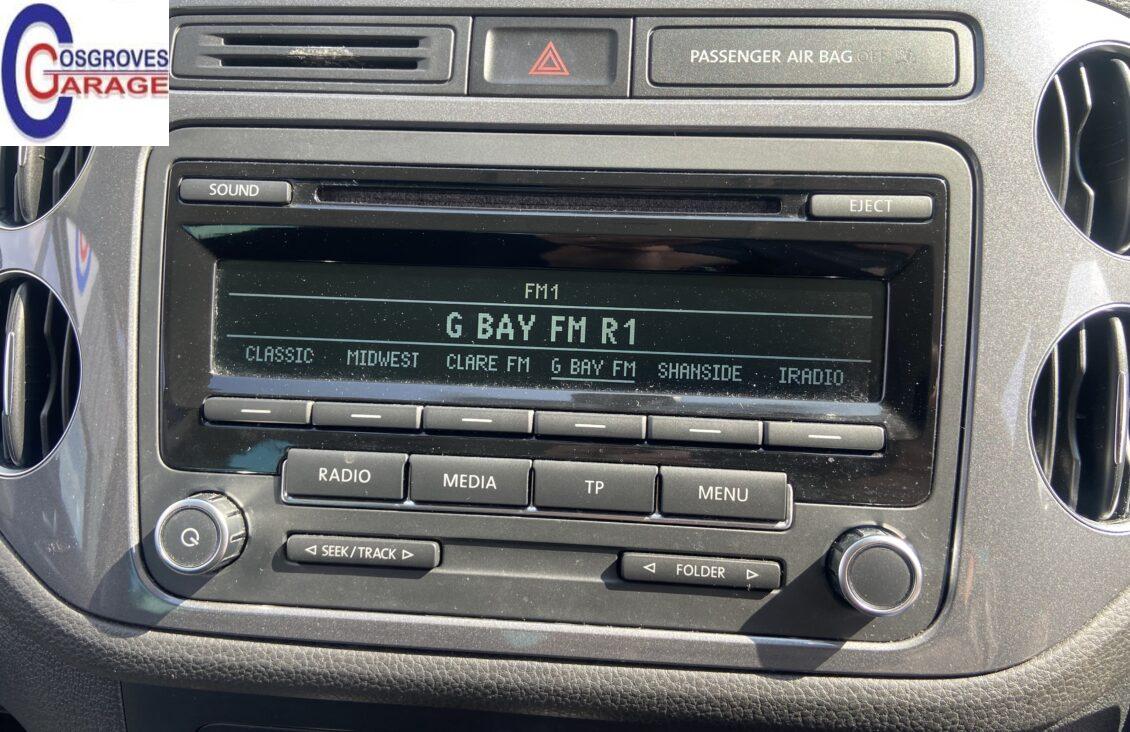 COSGROVES
GARAGE
PASSENGER AIR BAG OFF
SOUND
EJECT
FM1
G BAY FM R1
CLASSIC MIDWEST CLARE FM G BAY FM SHANSIDE IRADIO
RADIO MEDIA TP MENU
SEEK/TRACK
FOLDER